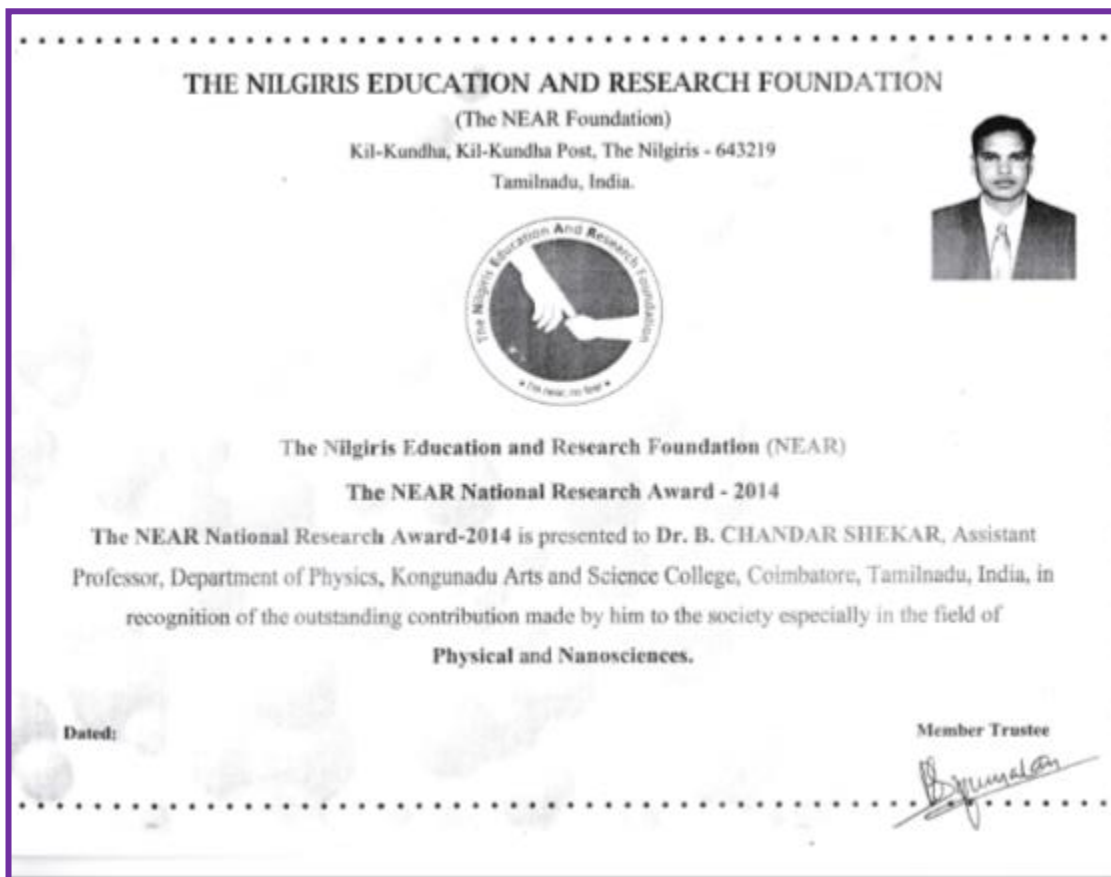 THE NILGIRIS EDUCATION AND RESEARCH FOUNDATION
(The NEAR Foundation)
Kil-Kundha, Kil-Kundha Post, The Nilgiris - 643219
Tamilnadu, India.
The Nilgiris Education And Research Foundation
I'm near, no fear
The Nilgiris Education and Research Foundation (NEAR)
The NEAR National Research Award - 2014
The NEAR National Research Award-2014 is presented to Dr. B. CHANDAR SHEKAR, Assistant
Professor, Department of Physics, Kongunadu Arts and Science College, Coimbatore, Tamilnadu, India, in
recognition of the outstanding contribution made by him to the society especially in the field of
Physical and Nanosciences.
Dated:
Member Trustee